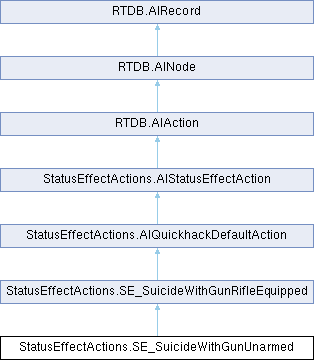 RTDB.AIRecord
RTDB.AINode
RTDB.AIAction
StatusEffectActions.AIStatusEffectAction
StatusEffectActions.AIQuickhackDefaultAction
StatusEffectActions.SE_SuicideWithGunRifleEquipped
StatusEffectActions.SE_SuicideWithGunUnarmed